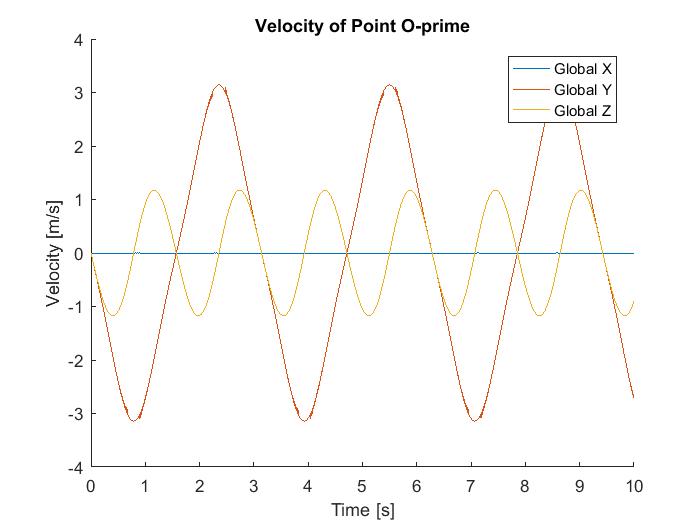 Velocity of Point O-prime
4
3
2
1
0
-1
-2
-3
-4
Velocity [m/s]
Global X
Global Y
Global Z
0 1 2 3 4 5 6 7 8 9 10
Time [s]